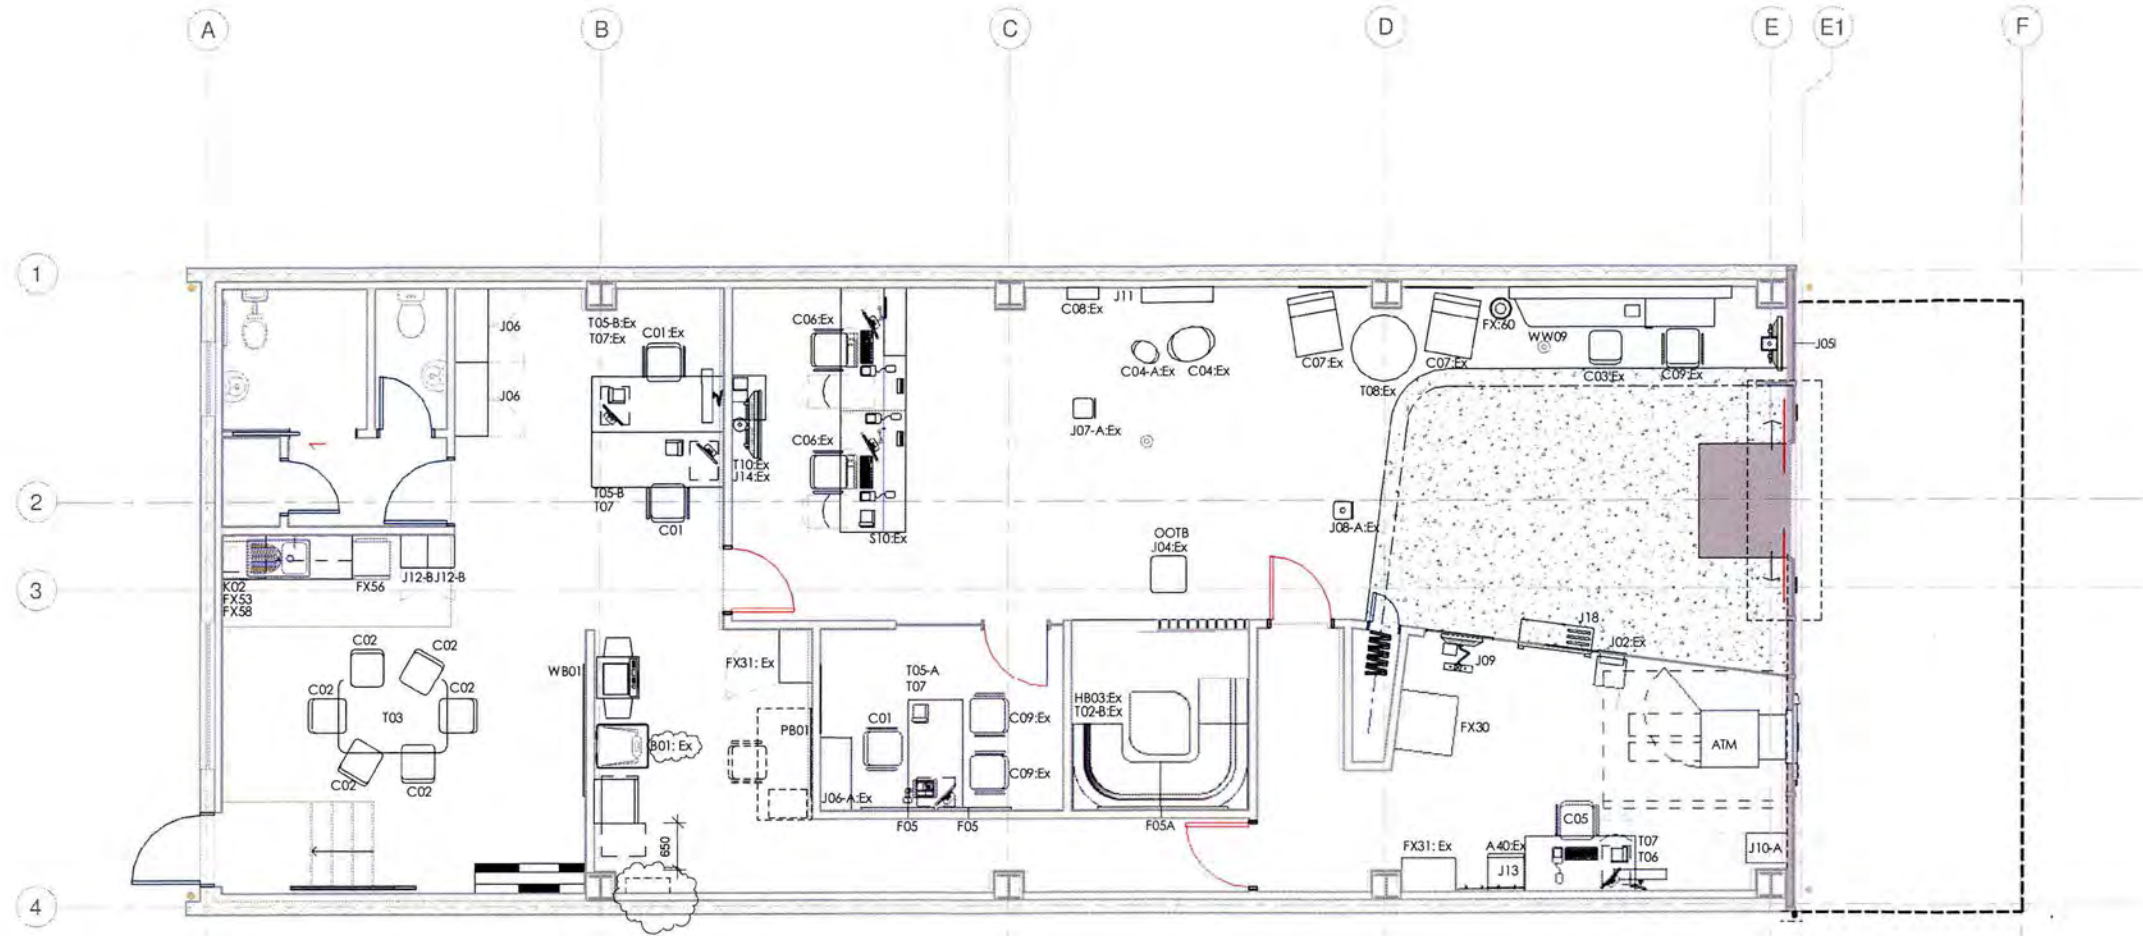 A B C D E E1 F
1
J11
C08:Ex
J06
T05-B:Ex
T07:Ex
C01:Ex
C06:Ex
FX:60
WW09
J05
C04-A:Ex
C04:Ex
C07:Ex
T08:Ex
C07:Ex
C03:Ex
C09:Ex
J06
J07-A:Ex
C06:Ex
1
T10:Ex
J14:Ex
2
T05-B
T07
C01
S10:Ex
J08-A:Ex
OOTB
J04:Ex
3
K02
FX53
FX58
FX56
J12-B
J12-B
J18
J02:Ex
J09
C02
C02
C02
C02
T03
C02
C02
WB01
FX31: Ex
T05-A
T07
HB03:Ex
T02-B:Ex
C01
C09:Ex
PB01
B01: Ex
C09:Ex
FX30
ATM
J06-A:Ex
F05
F05
F05A
C05
650
FX31: Ex
A40:Ex
J13
T07
T06
J10-A
4